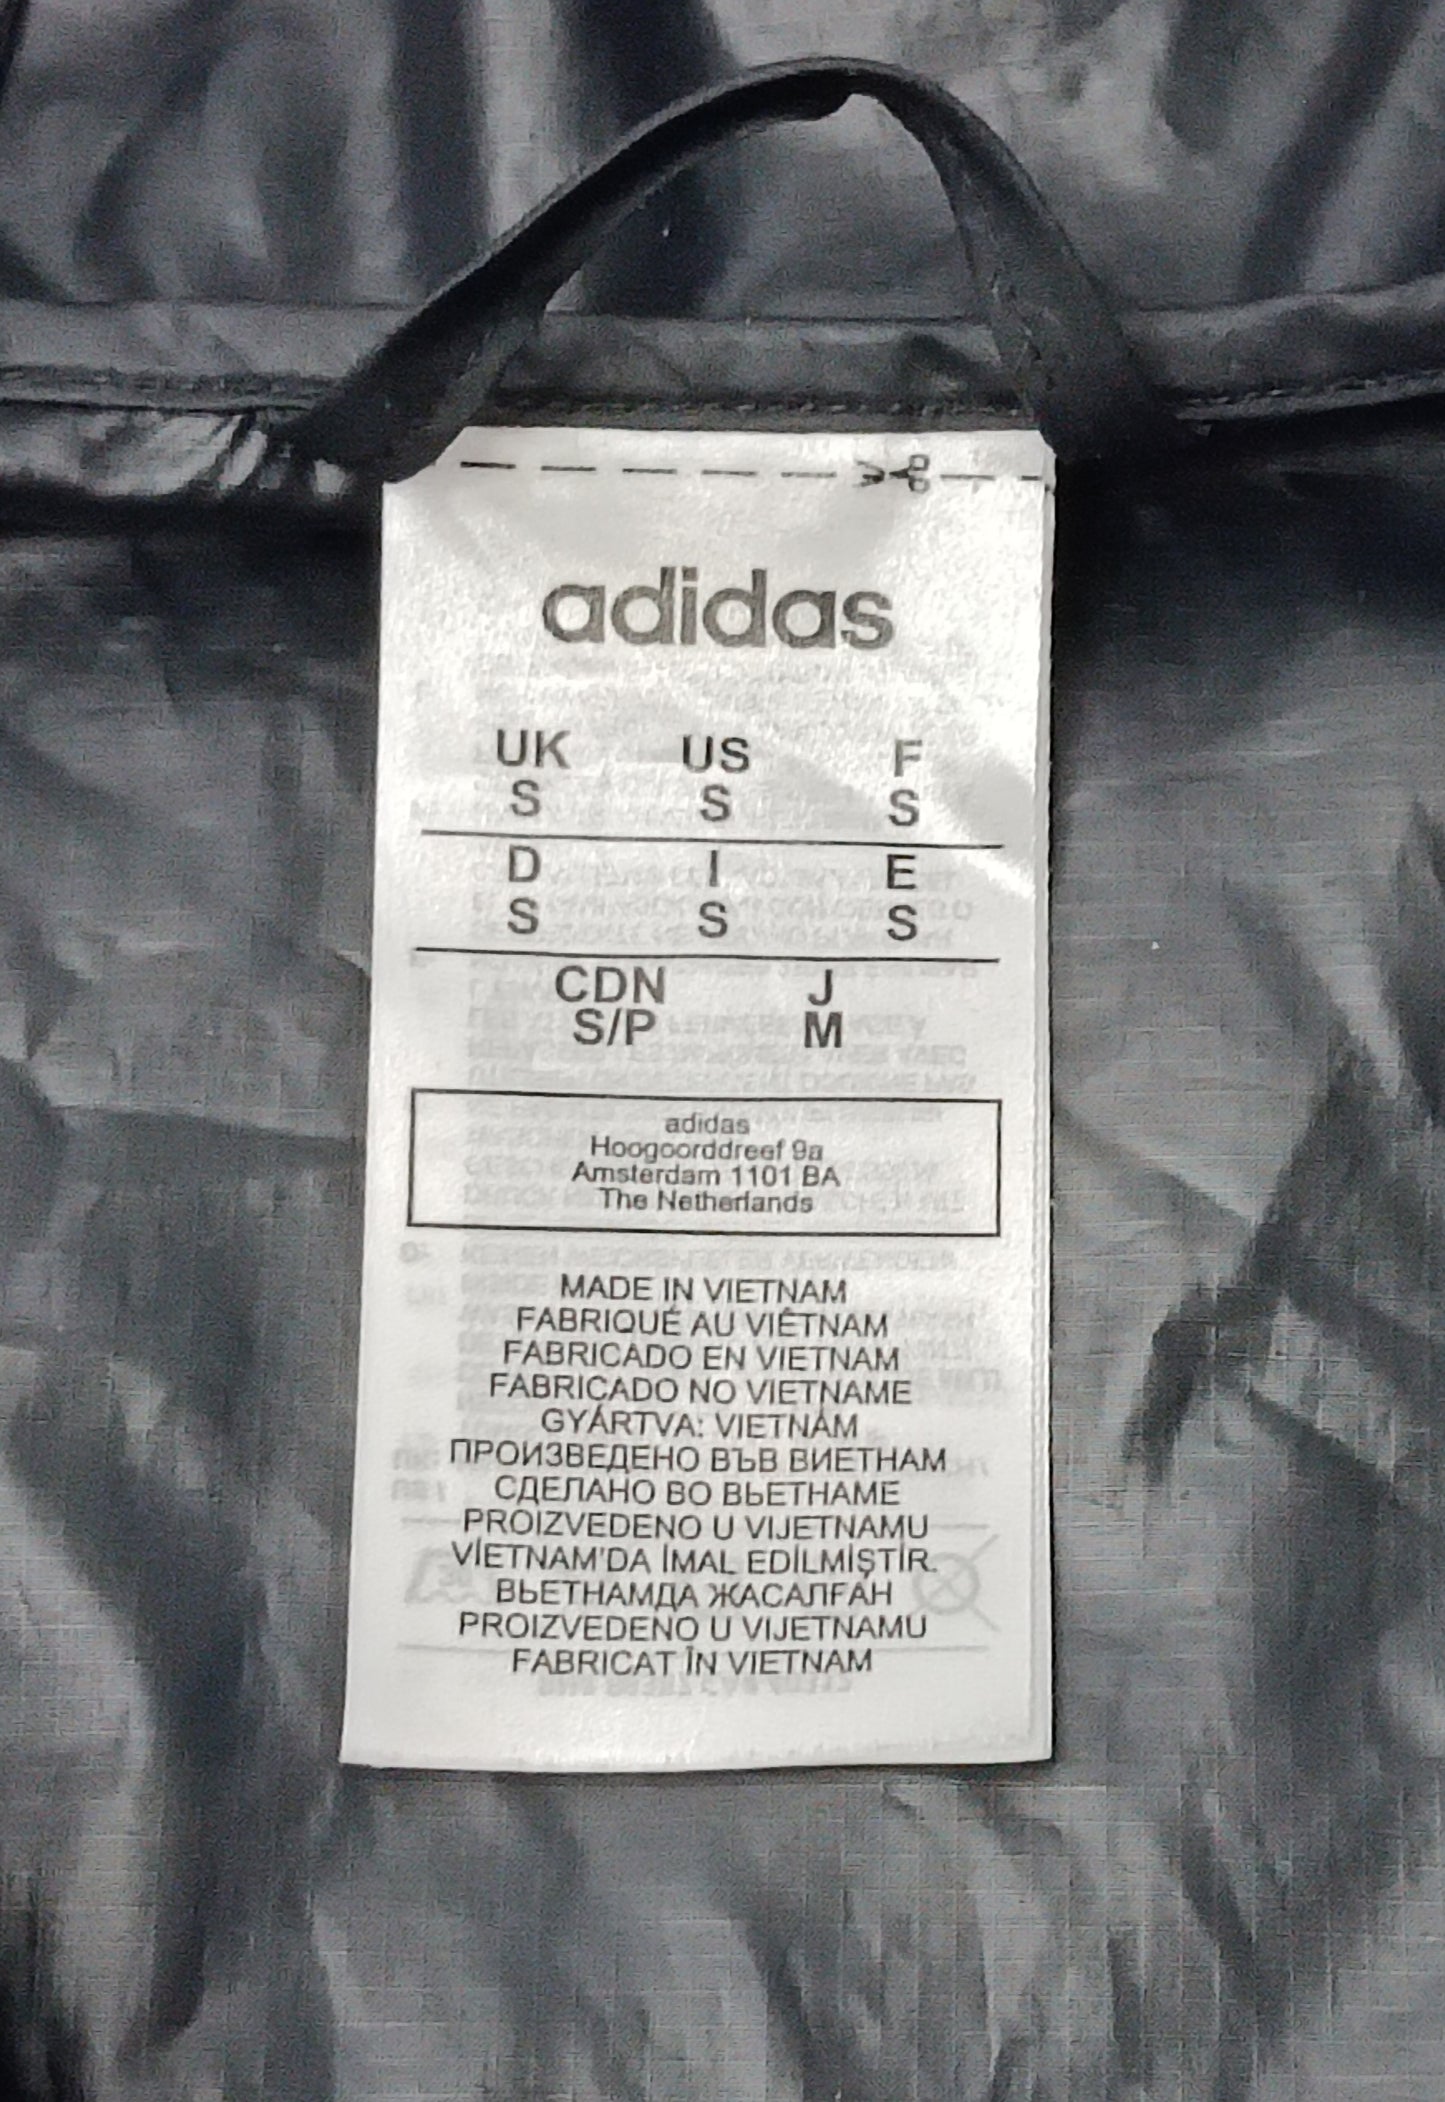 adidas
UK US F
S S S
D I E
S S S
CDN J
S/P M
adidas
Hoogoorddreef 9a
Amsterdam 1101 BA
The Netherlands
MADE IN VIETNAM
FABRIQUÉ AU VIÊTNAM
FABRICADO EN VIETNAM
FABRICADO NO VIETNAME
GYÁRTVA: VIETNÁM
ПРОИЗВЕДЕНО ВЪВ ВИЕТНАМ
СДЕЛАНО ВО ВЬЕТНАМЕ
PROIZVEDENO U VIJETNAMU
VİETNAM'DA İMAL EDİLMİŞTİR.
ВЬЕТНАМДА ЖАСАЛҒАН
PROIZVEDENO U VIJETNAMU
FABRICAT ÎN VIETNAM